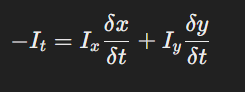 −I_t = I_x δx/δt + I_y δy/δt